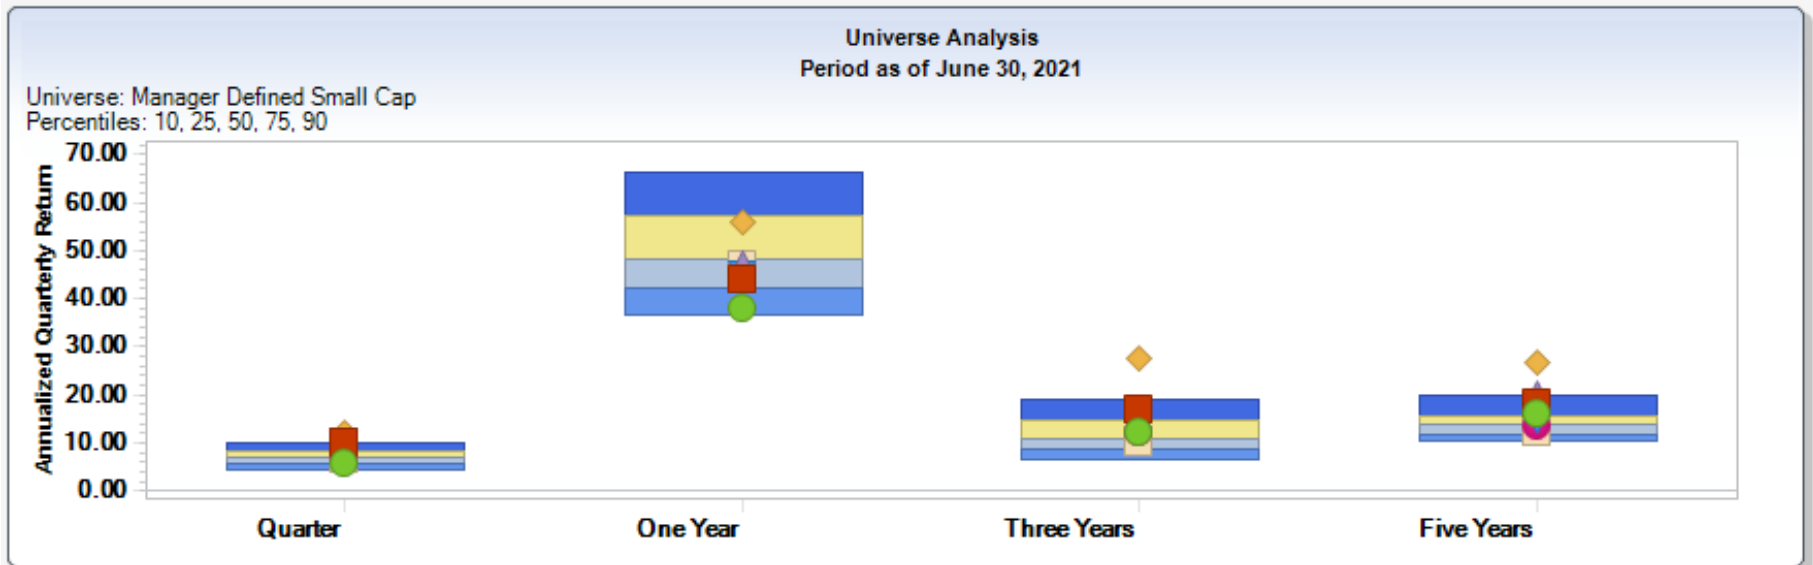 Universe Analysis
Period as of June 30, 2021
Universe: Manager Defined Small Cap
Percentiles: 10, 25, 50, 75, 90
Annualized Quarterly Return
70.00
60.00
50.00
40.00
30.00
20.00
10.00
0.00
Quarter
One Year
Three Years
Five Years